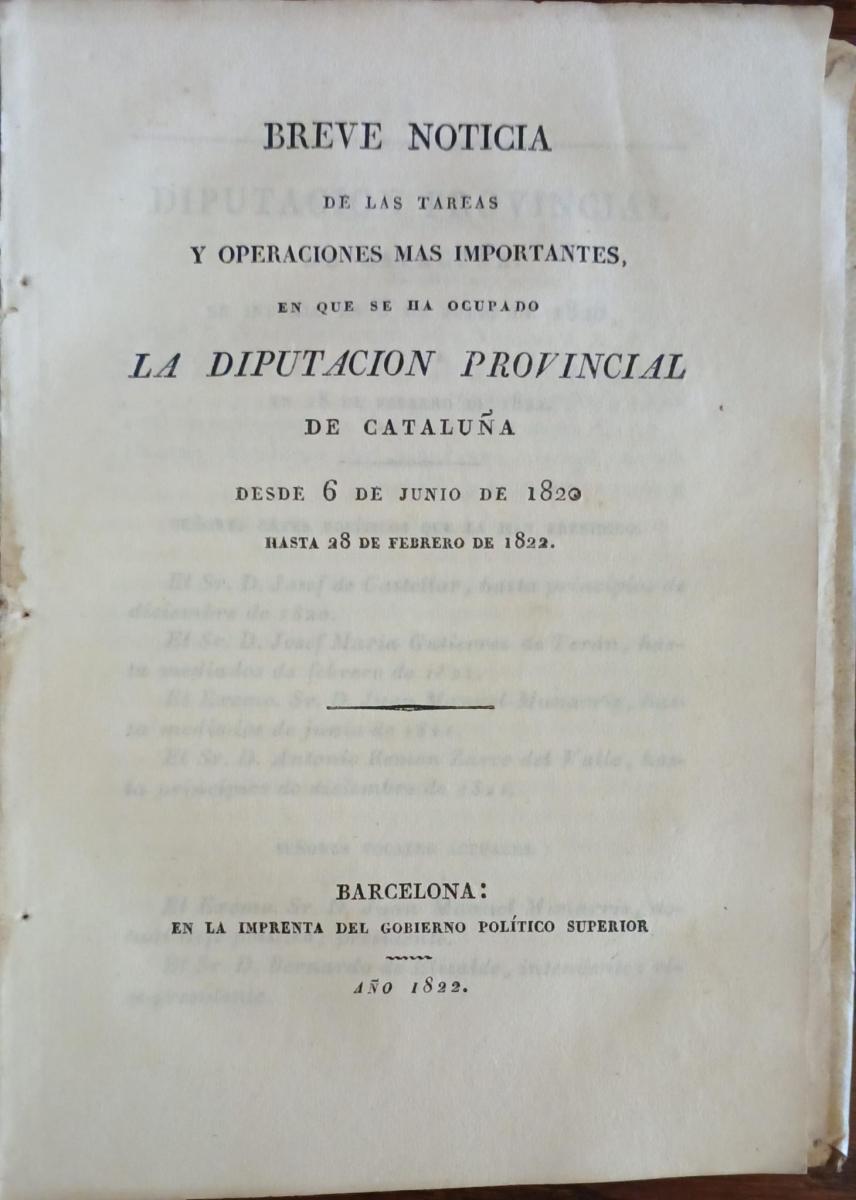 BREVE NOTICIA
DE LAS TAREAS
Y OPERACIONES MAS IMPORTANTES,
EN QUE SE HA OCUPADO
LA DIPUTACION PROVINCIAL
DE CATALUÑA
DESDE 6 DE JUNIO DE 1820
HASTA 28 DE FEBRERO DE 1822.
BARCELONA:
EN LA IMPRENTA DEL GOBIERNO POLÍTICO SUPERIOR
AÑO 1822.